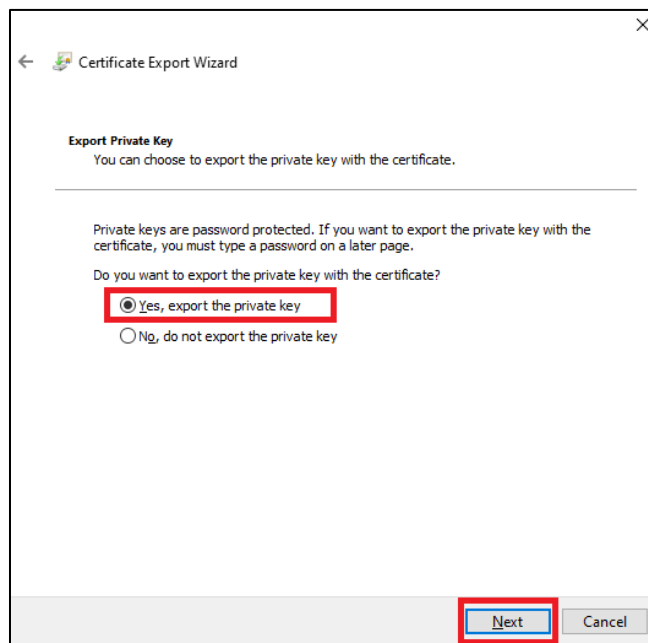 Certificate Export Wizard
Export Private Key
You can choose to export the private key with the certificate.
Private keys are password protected. If you want to export the private key with the
certificate, you must type a password on a later page.
Do you want to export the private key with the certificate?
Yes, export the private key
No, do not export the private key
Next
Cancel